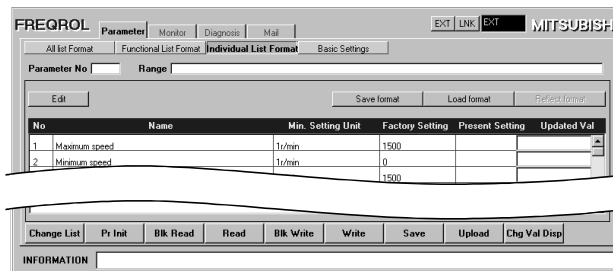 FREQROL Parameter Monitor Diagnosis Mail EXT LNK EXT MITSUBISH
All list Format Functional List Format Individual List Format Basic Settings
Parameter No Range
Edit Save format Load format Reflect format
No Name Min. Setting Unit Factory Setting Present Setting Updated Val
1 Maximum speed 1r/min 1500
2 Minimum speed 1r/min 0
1500
Change List Pr Init Blk Read Read Blk Write Write Save Upload Chg Val Disp
INFORMATION